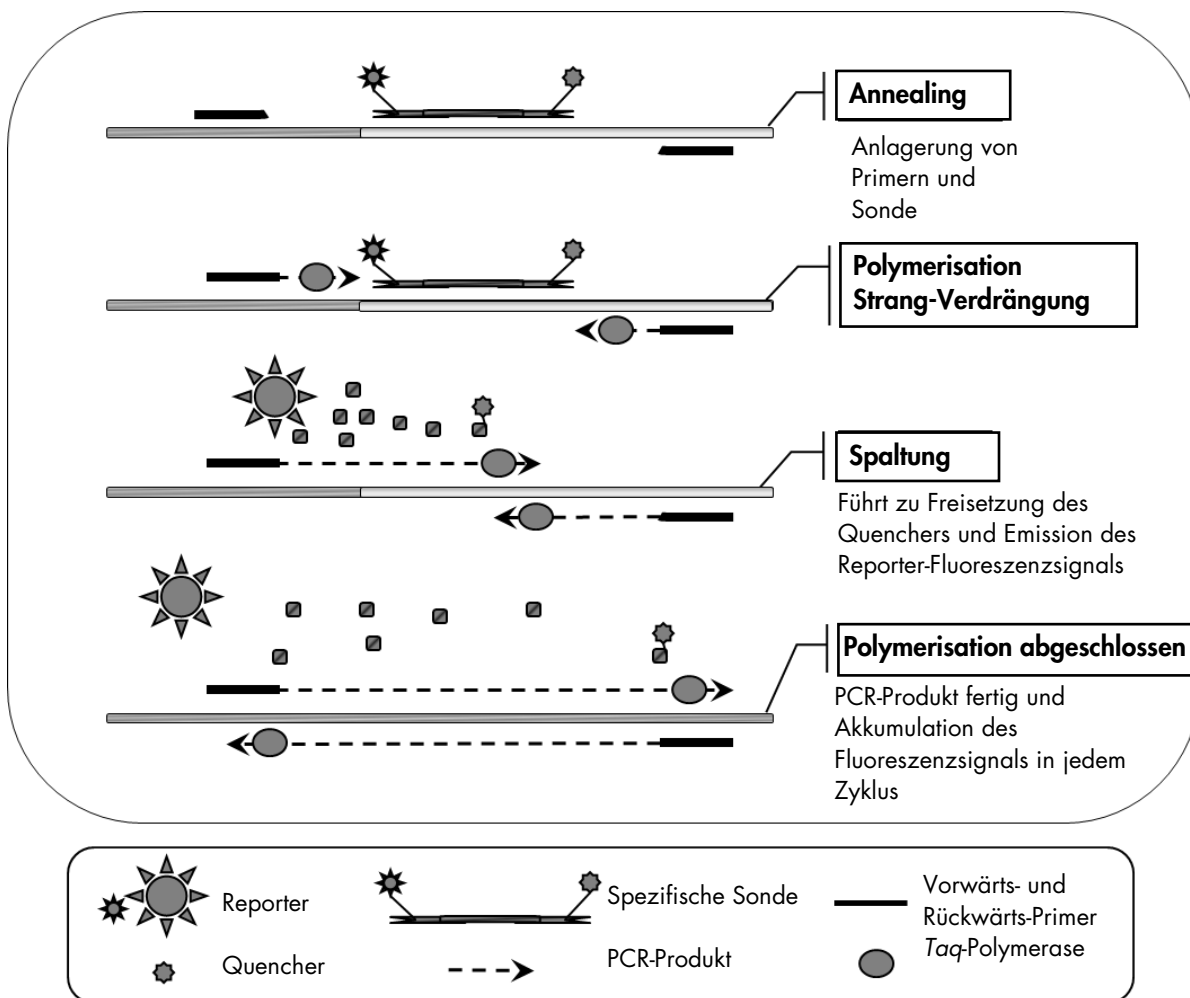 Annealing
Anlagerung von
Primern und
Sonde
Polymerisation
Strang-Verdrängung
Spaltung
Führt zu Freisetzung des
Quenchers und Emission des
Reporter-Fluoreszenzsignals
Polymerisation abgeschlossen
PCR-Produkt fertig und
Akkumulation des
Fluoreszenzsignals in jedem
Zyklus
Reporter
Quencher
Spezifische Sonde
PCR-Produkt
Vorwärts- und
Rückwärts-Primer
Taq-Polymerase